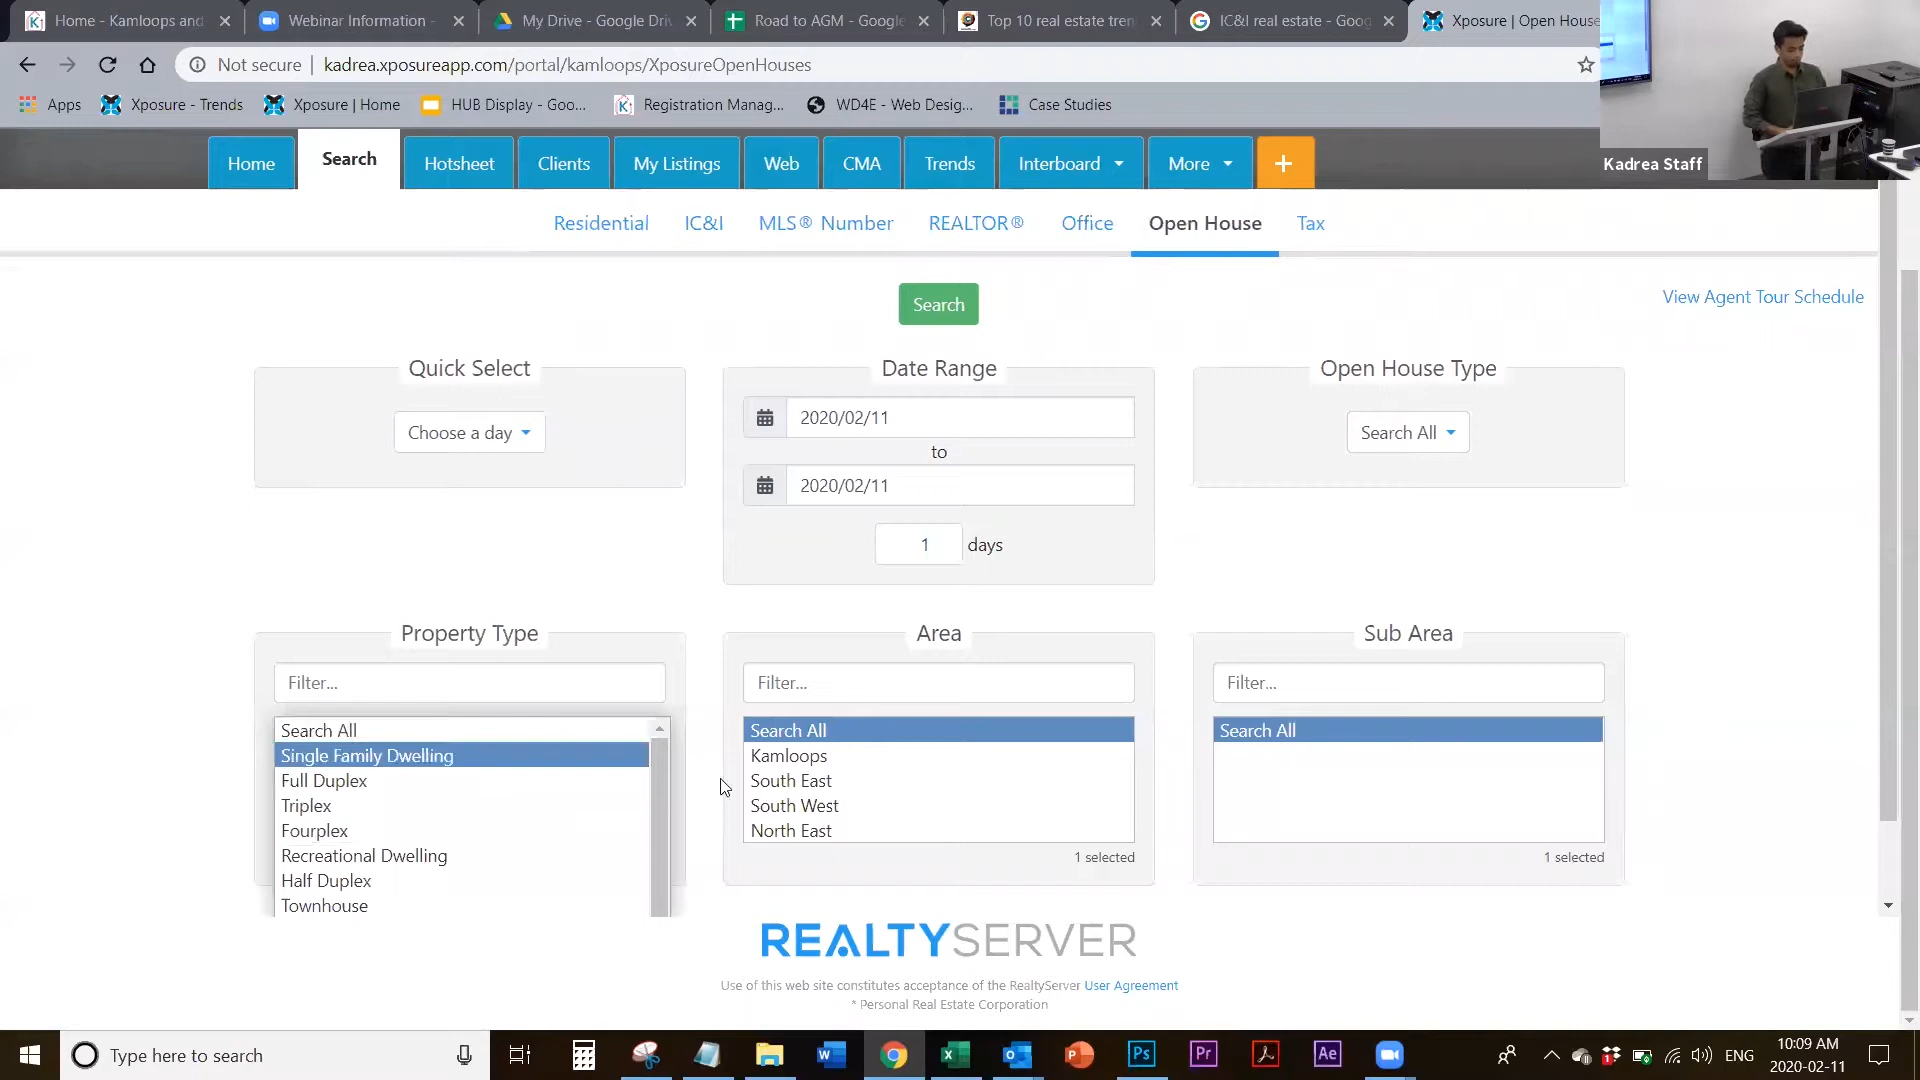 Home - Kamloops and
Webinar Information -
My Drive - Google Driv
Road to AGM - Google
Top 10 real estate tren
IC&I real estate - Goog
Xposure | Open House
Not secure | kadrea.xposureapp.com/portal/kamloops/XposureOpenHouses
Apps
Xposure - Trends
Xposure | Home
HUB Display - Goo...
Registration Manag...
WD4E - Web Desig...
Case Studies
Home
Search
Hotsheet
Clients
My Listings
Web
CMA
Trends
Interboard
More
+
Kadrea Staff
Residential
IC&I
MLS® Number
REALTOR®
Office
Open House
Tax
Search
View Agent Tour Schedule
Quick Select
Choose a day
Date Range
2020/02/11
to
2020/02/11
1 days
Open House Type
Search All
Property Type
Filter...
Search All
Single Family Dwelling
Full Duplex
Triplex
Fourplex
Recreational Dwelling
Half Duplex
Townhouse
Area
Filter...
Search All
Kamloops
South East
South West
North East
1 selected
Sub Area
Filter...
Search All
1 selected
REALTYSERVER
Use of this web site constitutes acceptance of the RealtyServer User Agreement
* Personal Real Estate Corporation
Type here to search
Ps
Pr
Ae
ENG
10:09 AM
2020-02-11